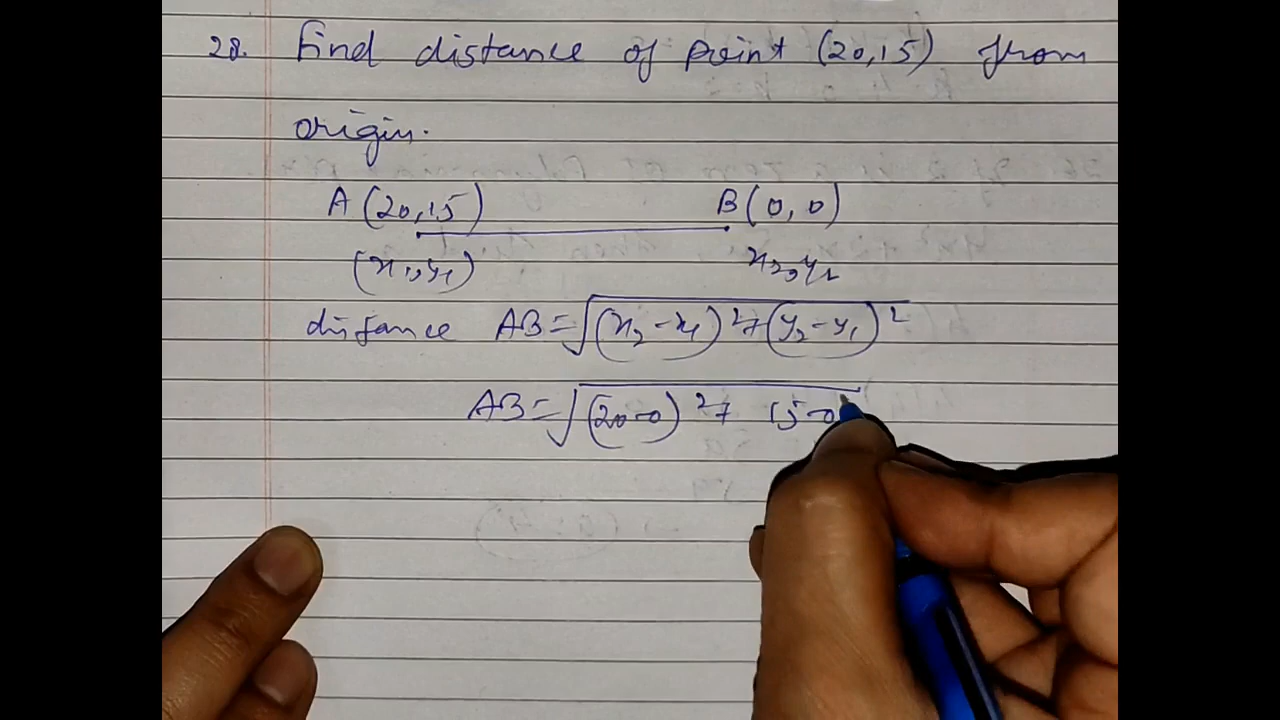 28. Find distance of point (20,15) from
origin.
A (20,15) B (0,0)
(x₁,y₁) x₂,y₂
distance AB=√(x₂-x₁)²+(y₂-y₁)²
AB=√(20-0)²+ 15-0